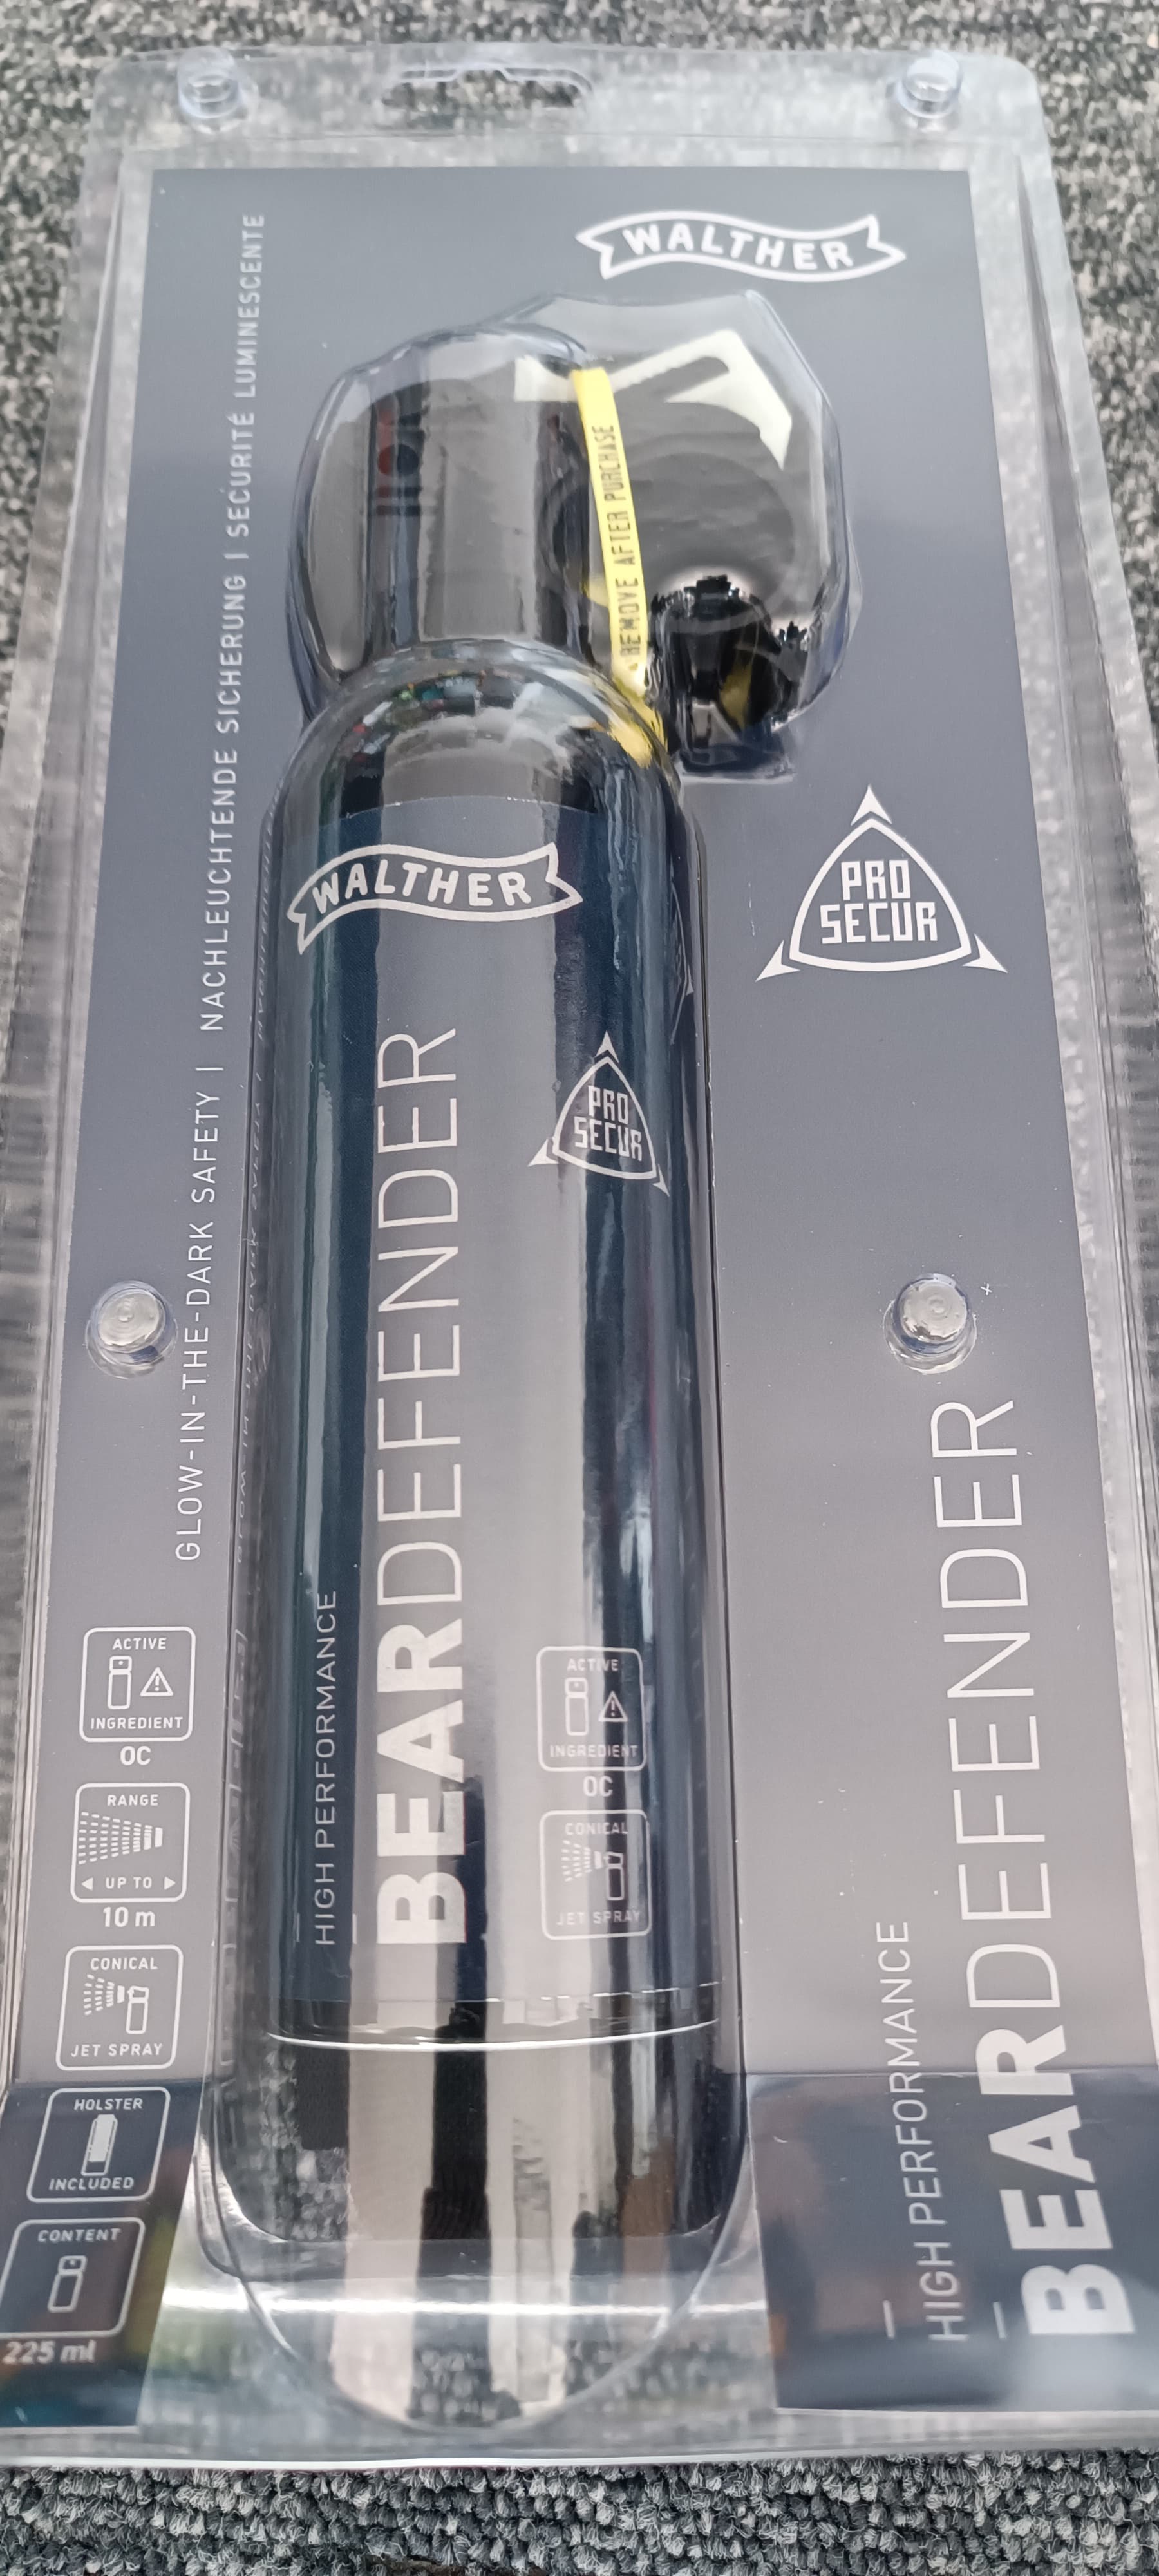 WALTHER
REMOVE AFTER PURCHASE
GLOW-IN-THE-DARK SAFETY | NACHLEUCHTENDE SICHERUNG | SÉCURITÉ LUMINESCENTE
WALTHER
PRO
SECUR
PRO
SECUR
HIGH PERFORMANCE
BEARDEFENDER
ACTIVE
INGREDIENT
OC
CONICAL
JET SPRAY
ACTIVE
INGREDIENT
OC
RANGE
UP TO
10 m
CONICAL
JET SPRAY
HOLSTER
INCLUDED
CONTENT
225 ml
HIGH PERFORMANCE
BEARDEFENDER